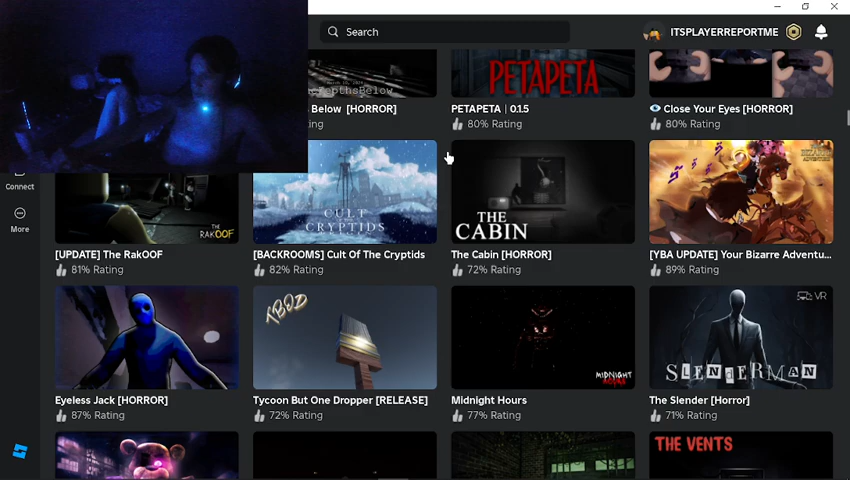 Search
ITSPLAYERREPORTME
Below [HORROR]
PETAPETA
PETAPETA | 0.1.5
Close Your Eyes [HORROR]
80% Rating
80% Rating
Connect
More
THE RAKOOF
CULT OF CRYPTIDS
THE CABIN
[UPDATE] The RakOOF
[BACKROOMS] Cult Of The Cryptids
The Cabin [HORROR]
[YBA UPDATE] Your Bizarre Adventu...
81% Rating
82% Rating
72% Rating
89% Rating
TBOD
MIDNIGHT HOURS
VR
SLENDERMAN
Eyeless Jack [HORROR]
Tycoon But One Dropper [RELEASE]
Midnight Hours
The Slender [Horror]
87% Rating
72% Rating
77% Rating
71% Rating
THE VENTS